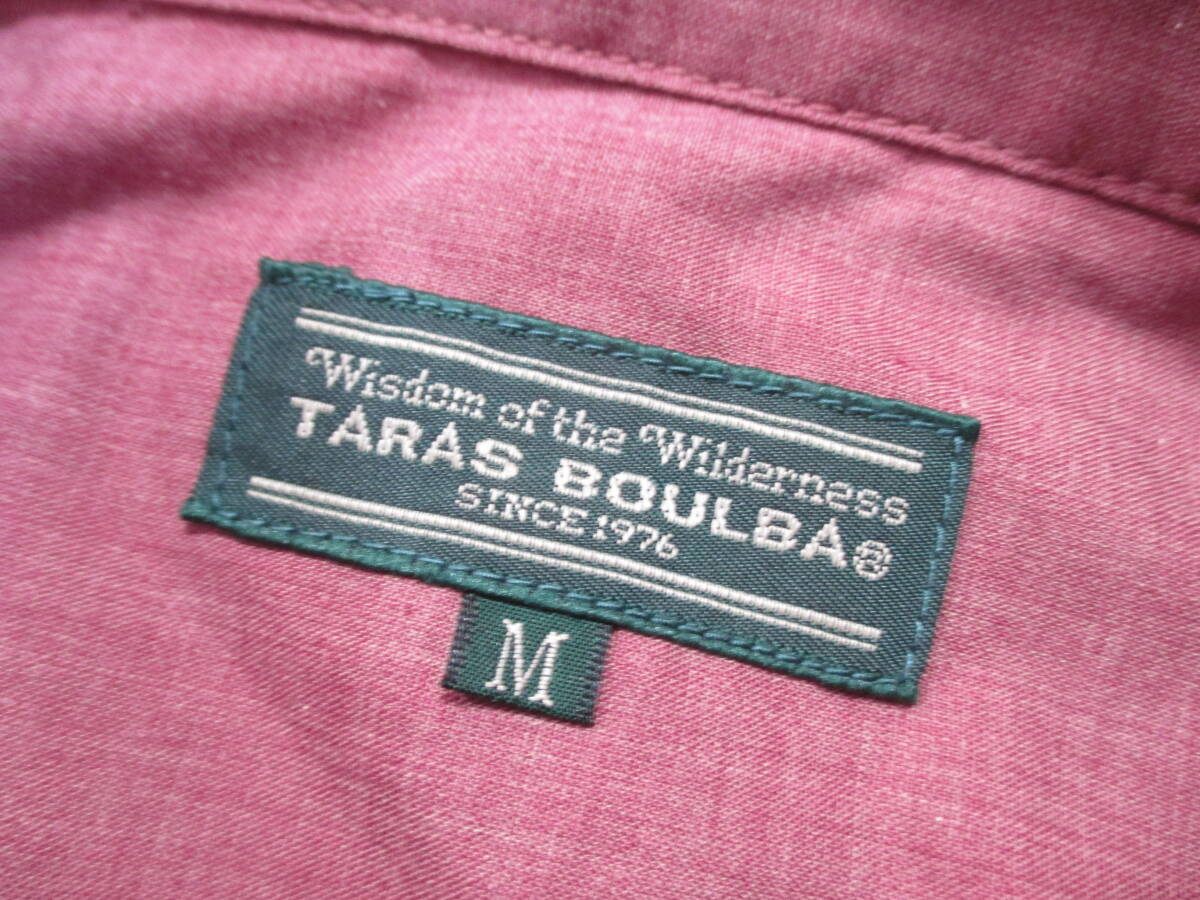 Wisdom of the Wilderness
TARAS BOULBA®
SINCE 1976
M